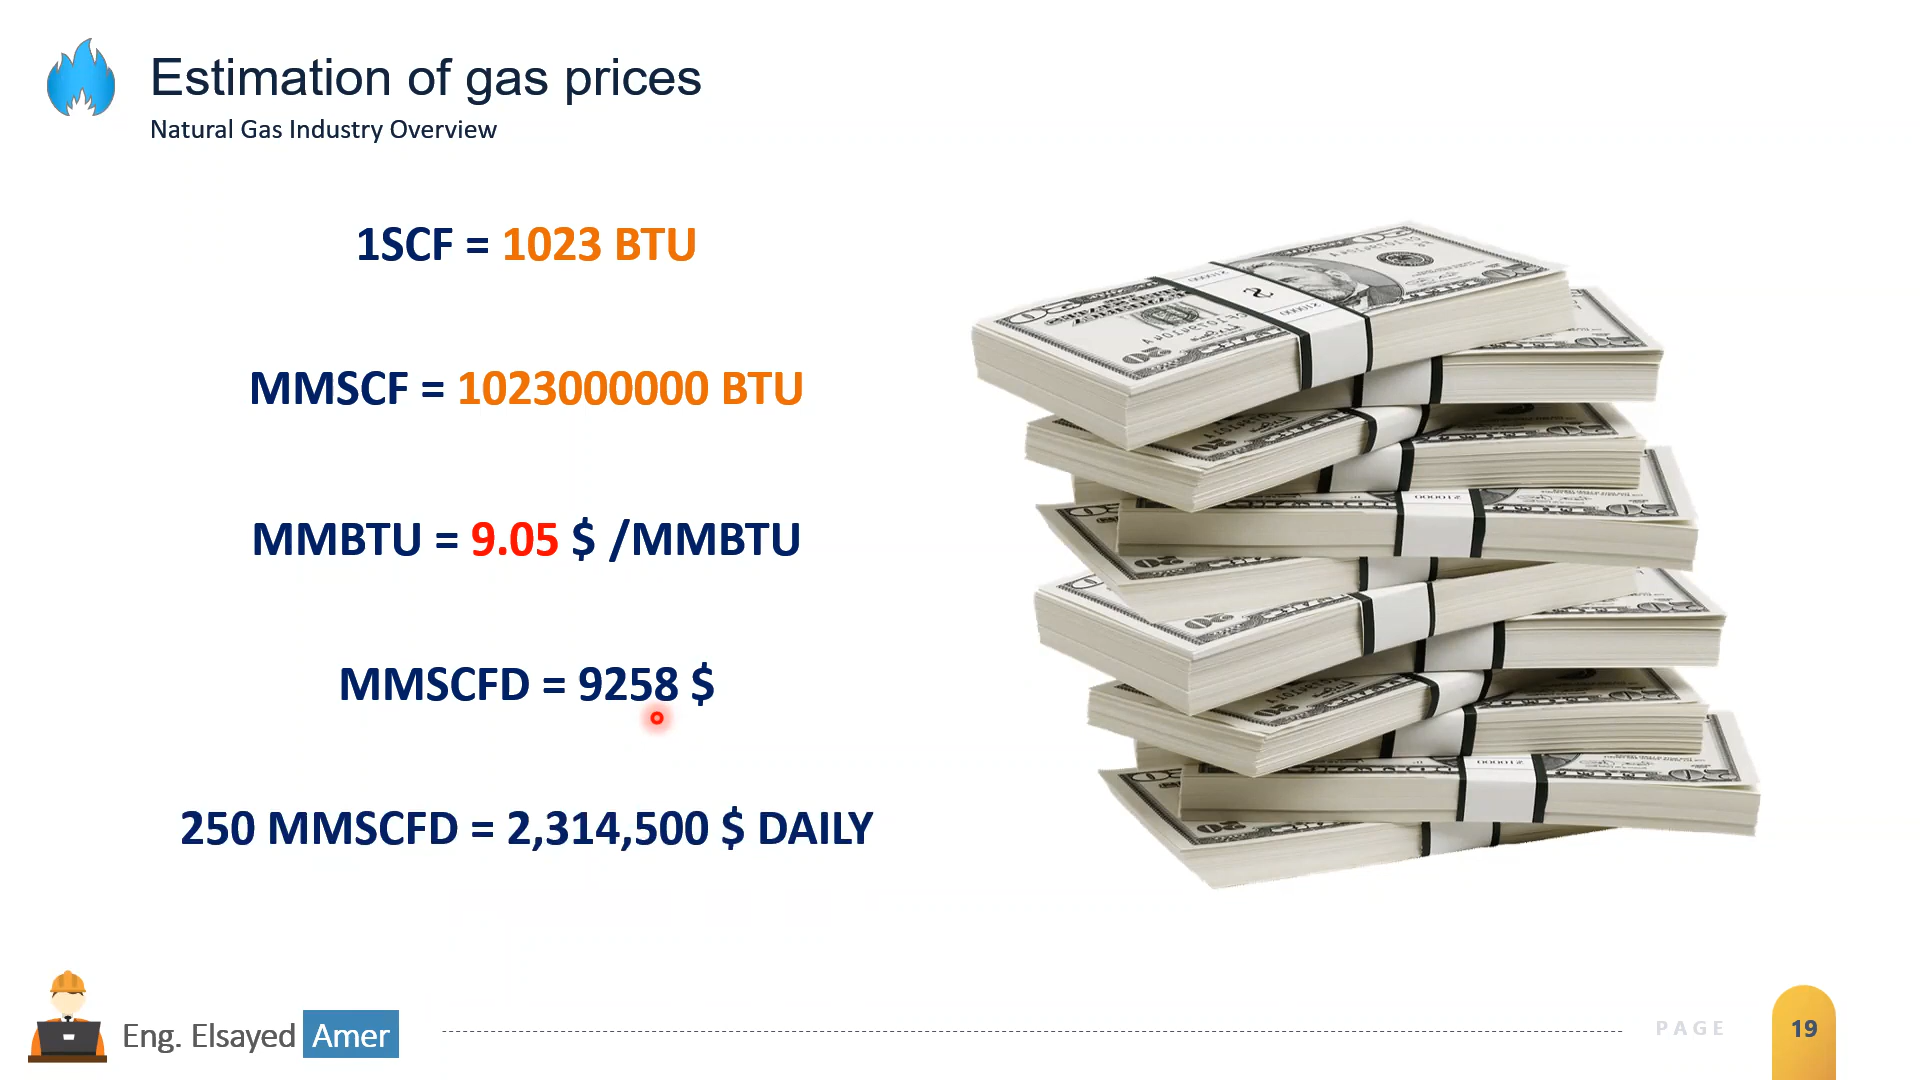 Estimation of gas prices
Natural Gas Industry Overview
1SCF = 1023 BTU
MMSCF = 1023000000 BTU
MMBTU = 9.05 $ /MMBTU
MMSCFD = 9258 $
250 MMSCFD = 2,314,500 $ DAILY
Eng. Elsayed Amer
PAGE
19